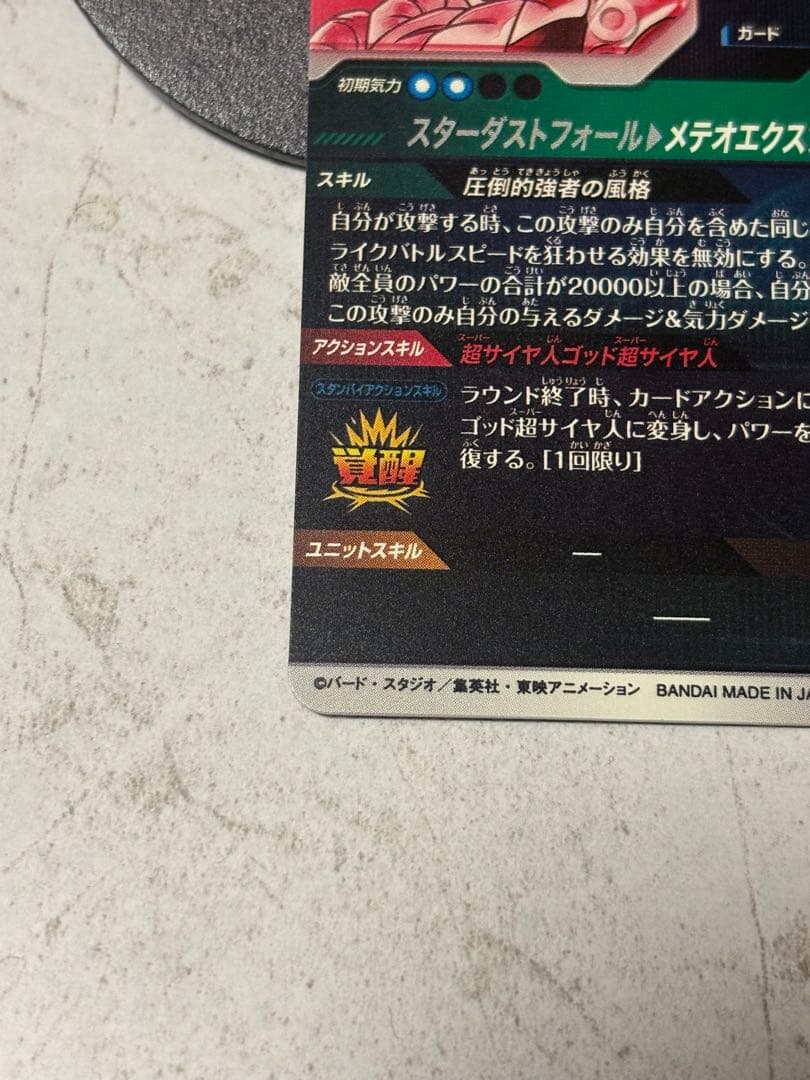 ガード
初期気力
スターダストフォール▶メテオエクス
スキル 圧倒的強者の風格
自分が攻撃する時、この攻撃のみ自分を含めた同じ
ライクバトルスピードを狂わせる効果を無効にする。
敵全員のパワーの合計が20000以上の場合、自分
この攻撃のみ自分の与えるダメージ&気力ダメージ
アクションスキル 超サイヤ人ゴッド超サイヤ人
スタンバイアクションスキル
覚醒
ラウンド終了時、カードアクションに
ゴッド超サイヤ人に変身し、パワーを
復する。[1回限り]
ユニットスキル —
—
©バード・スタジオ／集英社・東映アニメーション BANDAI MADE IN JA